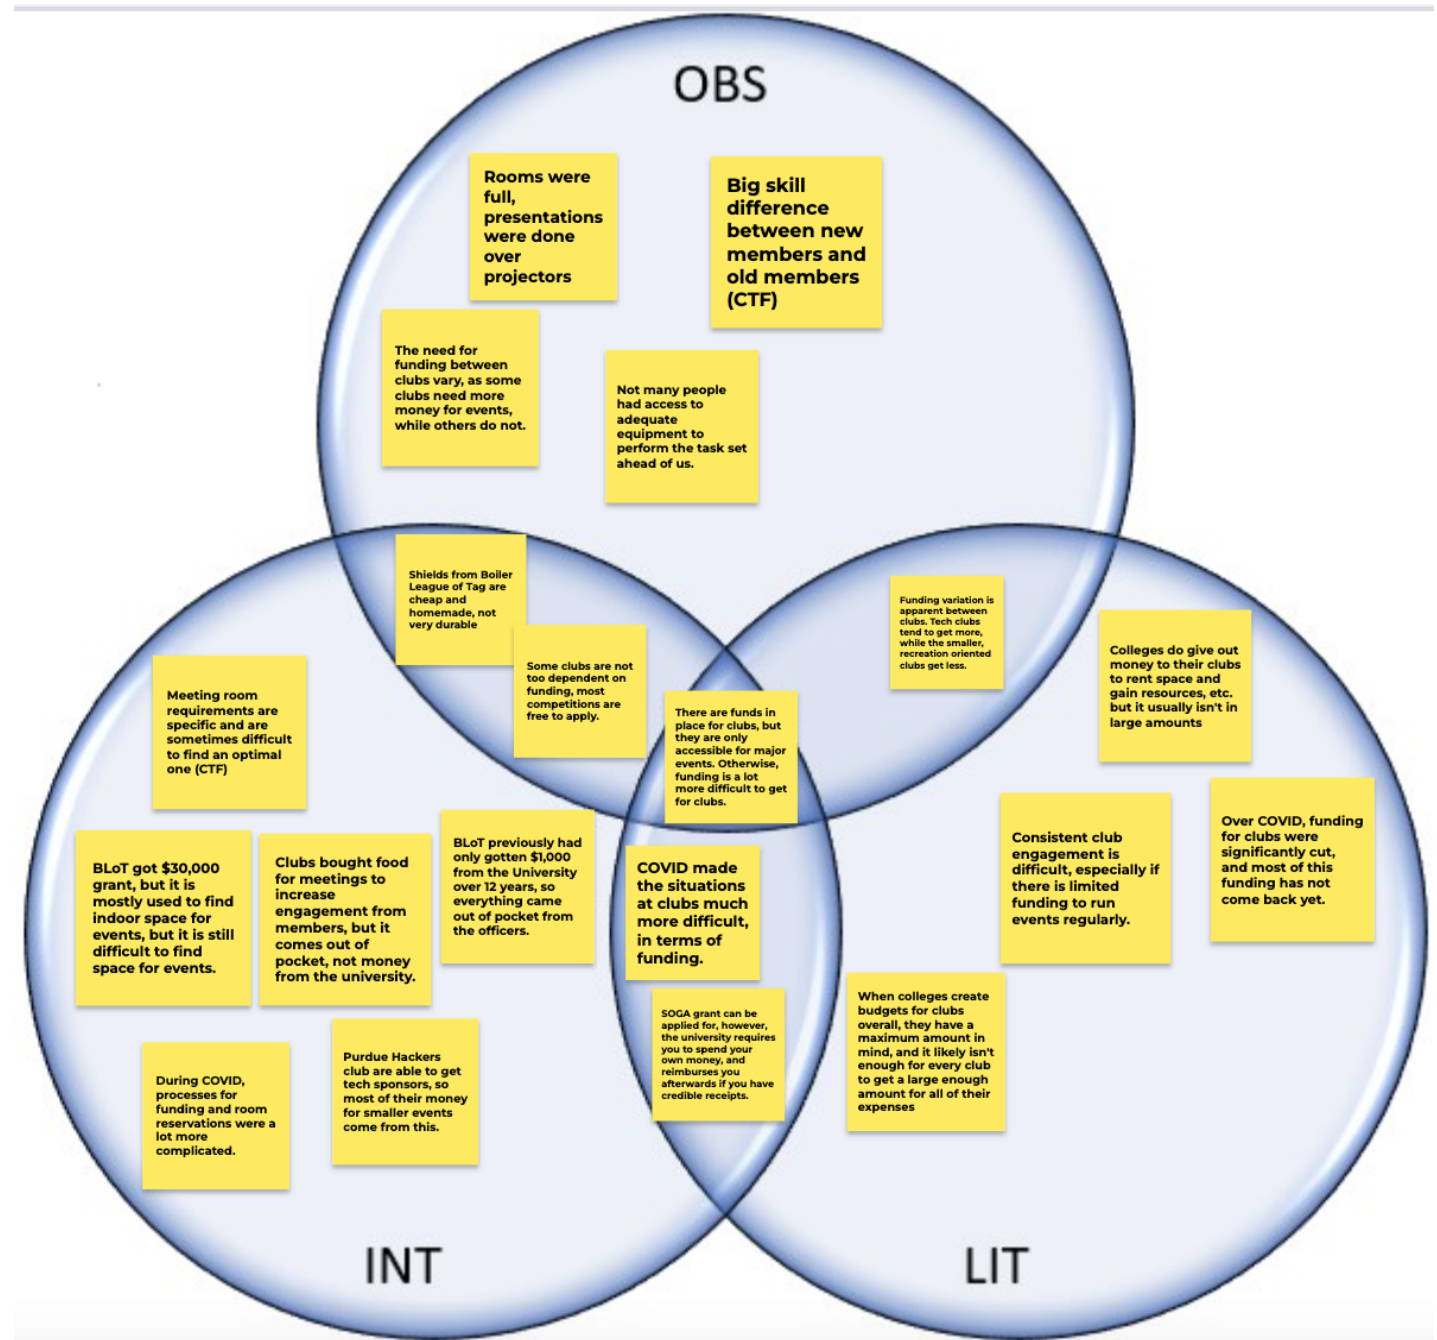 OBS
Rooms were
full,
presentations
were done
over
projectors
Big skill
difference
between new
members and
old members
(CTF)
The need for
funding between
clubs vary, as some
clubs need more
money for events,
while others do not.
Not many people
had access to
adequate
equipment to
perform the task set
ahead of us.
Shields from Boiler
League of Tag are
cheap and
homemade, not
very durable
Some clubs are not
too dependent on
funding, most
competitions are
free to apply.
Funding variation is
apparent between
clubs. Tech clubs
tend to get more,
while the smaller,
recreation oriented
clubs get less.
There are funds in
place for clubs, but
they are only
accessible for major
events. Otherwise,
funding is a lot
more difficult to get
for clubs.
Colleges do give out
money to their clubs
to rent space and
gain resources, etc.
but it usually isn't in
large amounts
Meeting room
requirements are
specific and are
sometimes difficult
to find an optimal
one (CTF)
BLoT got $30,000
grant, but it is
mostly used to find
indoor space for
events, but it is still
difficult to find
space for events.
Clubs bought food
for meetings to
increase
engagement from
members, but it
comes out of
pocket, not money
from the university.
BLoT previously had
only gotten $1,000
from the University
over 12 years, so
everything came
out of pocket from
the officers.
COVID made
the situations
at clubs much
more difficult,
in terms of
funding.
Consistent club
engagement is
difficult, especially if
there is limited
funding to run
events regularly.
Over COVID, funding
for clubs were
significantly cut,
and most of this
funding has not
come back yet.
During COVID,
processes for
funding and room
reservations were a
lot more
complicated.
Purdue Hackers
club are able to get
tech sponsors, so
most of their money
for smaller events
come from this.
SOGA grant can be
applied for, however,
the university requires
you to spend your
own money, and
reimburses you
afterwards if you have
credible receipts.
When colleges create
budgets for clubs
overall, they have a
maximum amount in
mind, and it likely isn't
enough for every club
to get a large enough
amount for all of their
expenses
INT
LIT